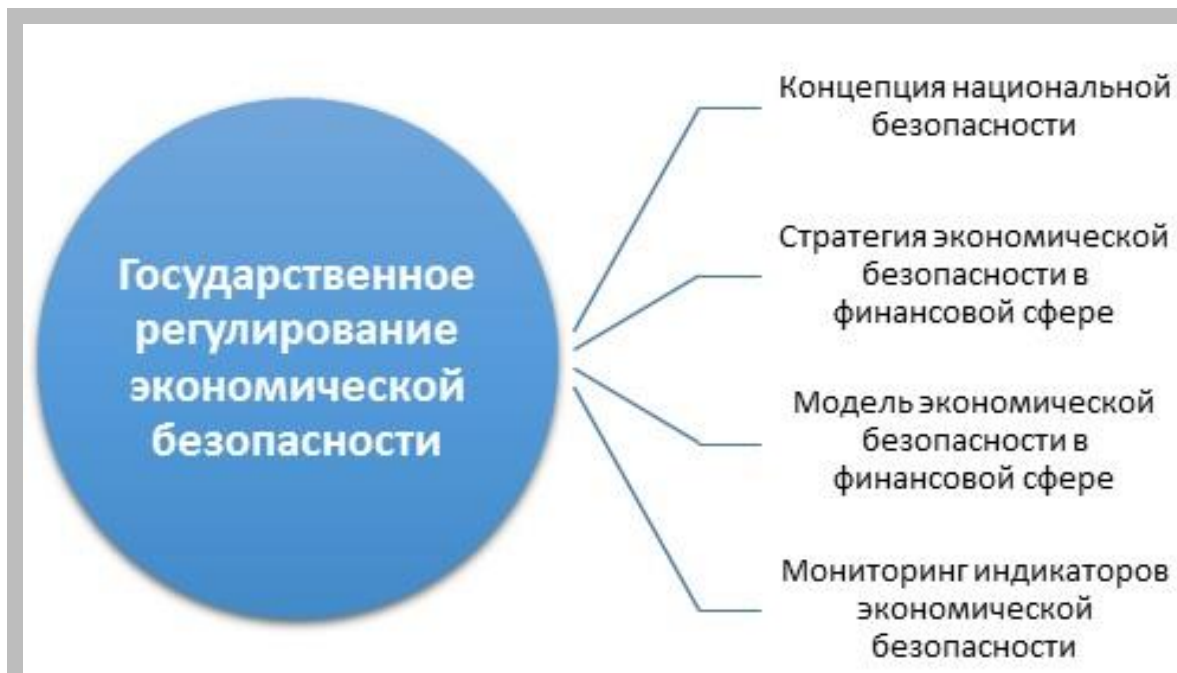 Государственное
регулирование
экономической
безопасности
Концепция национальной
безопасности
Стратегия экономической
безопасности в
финансовой сфере
Модель экономической
безопасности в
финансовой сфере
Мониторинг индикаторов
экономической
безопасности